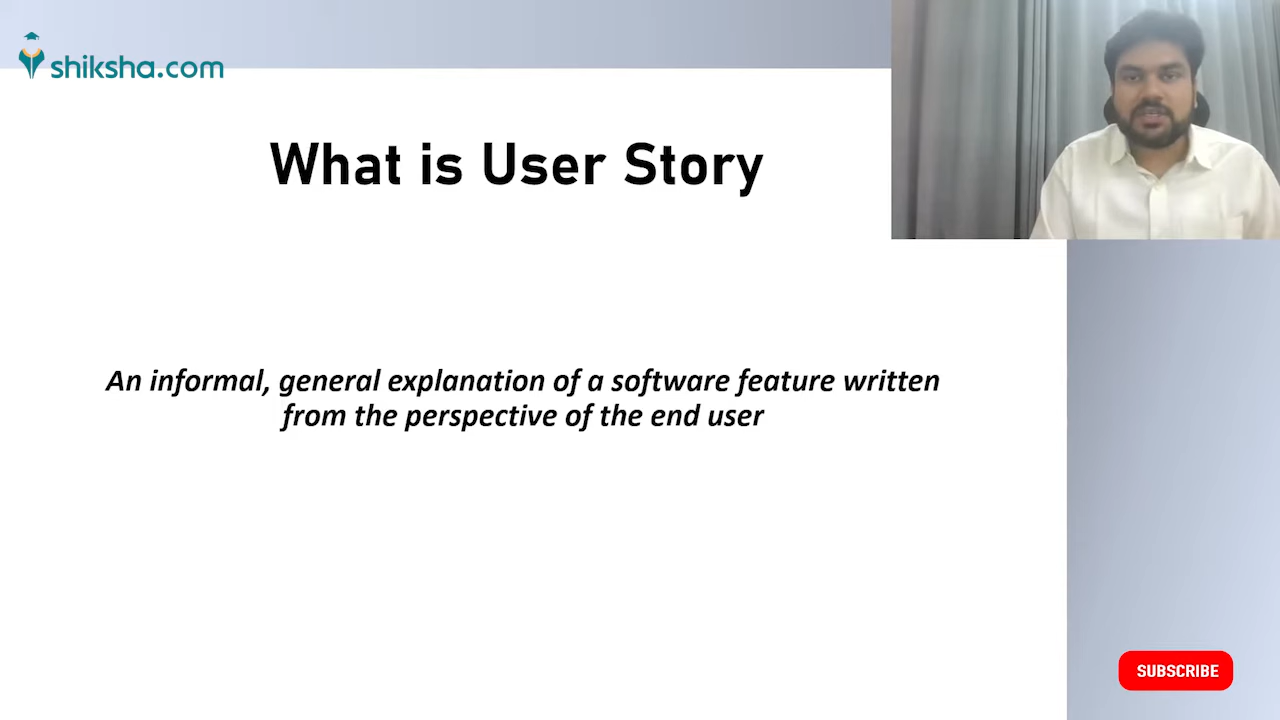 shiksha.com
What is User Story
An informal, general explanation of a software feature written
from the perspective of the end user
SUBSCRIBE